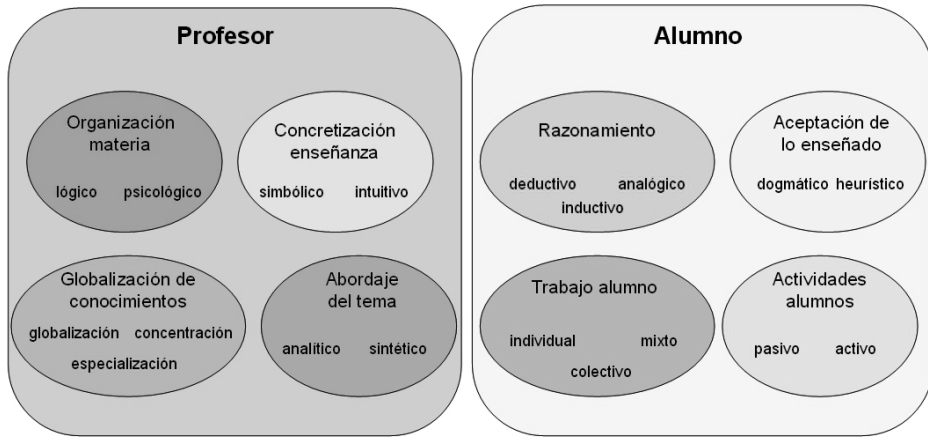 Profesor
Organización
materia
lógico psicológico
Concretización
enseñanza
simbólico intuitivo
Globalización de
conocimientos
globalización concentración
especialización
Abordaje
del tema
analítico sintético
Alumno
Razonamiento
deductivo analógico
inductivo
Aceptación de
lo enseñado
dogmático heurístico
Trabajo alumno
individual mixto
colectivo
Actividades
alumnos
pasivo activo